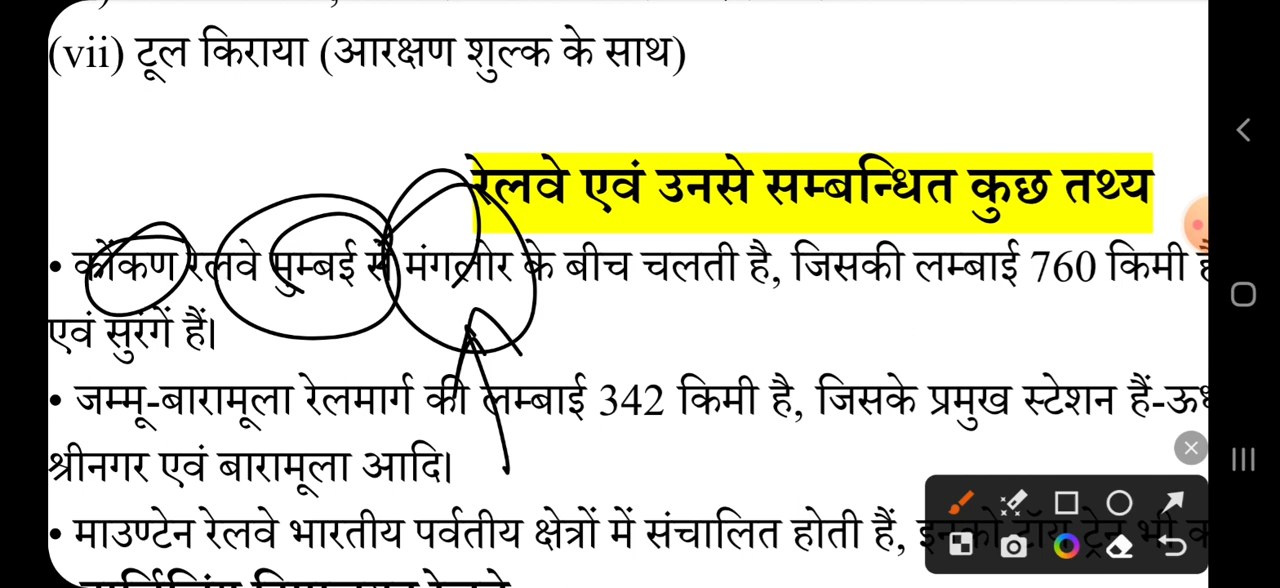 (vii) टूल किराया (आरक्षण शुल्क के साथ)
रेलवे एवं उनसे सम्बन्धित कुछ तथ्य
• कोंकण रेलवे मुम्बई से मंगलोर के बीच चलती है, जिसकी लम्बाई 760 किमी
एवं सुरंगें हैं।
• जम्मू-बारामूला रेलमार्ग की लम्बाई 342 किमी है, जिसके प्रमुख स्टेशन हैं-
श्रीनगर एवं बारामूला आदि।
• माउण्टेन रेलवे भारतीय पर्वतीय क्षेत्रों में संचालित होती हैं, इनको टॉय ट्रेन भी